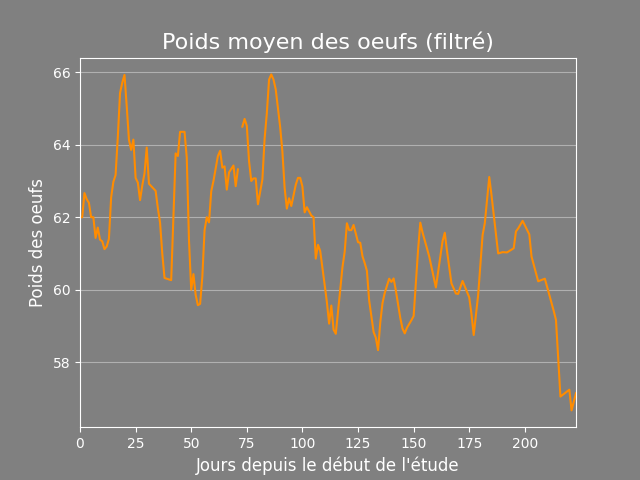 Poids moyen des oeufs (filtré)
66
64
62
60
58
Poids des oeufs
0 25 50 75 100 125 150 175 200
Jours depuis le début de l'étude